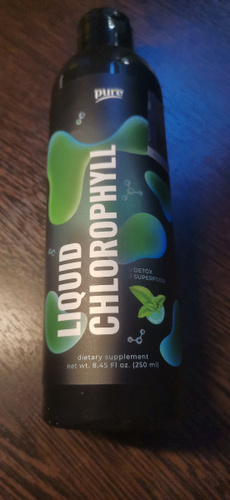 pure
LIQUID
CHLOROPHYLL
DETOX
SUPERFOOD
dietary supplement
net wt. 8.45 Fl oz. (250 ml)